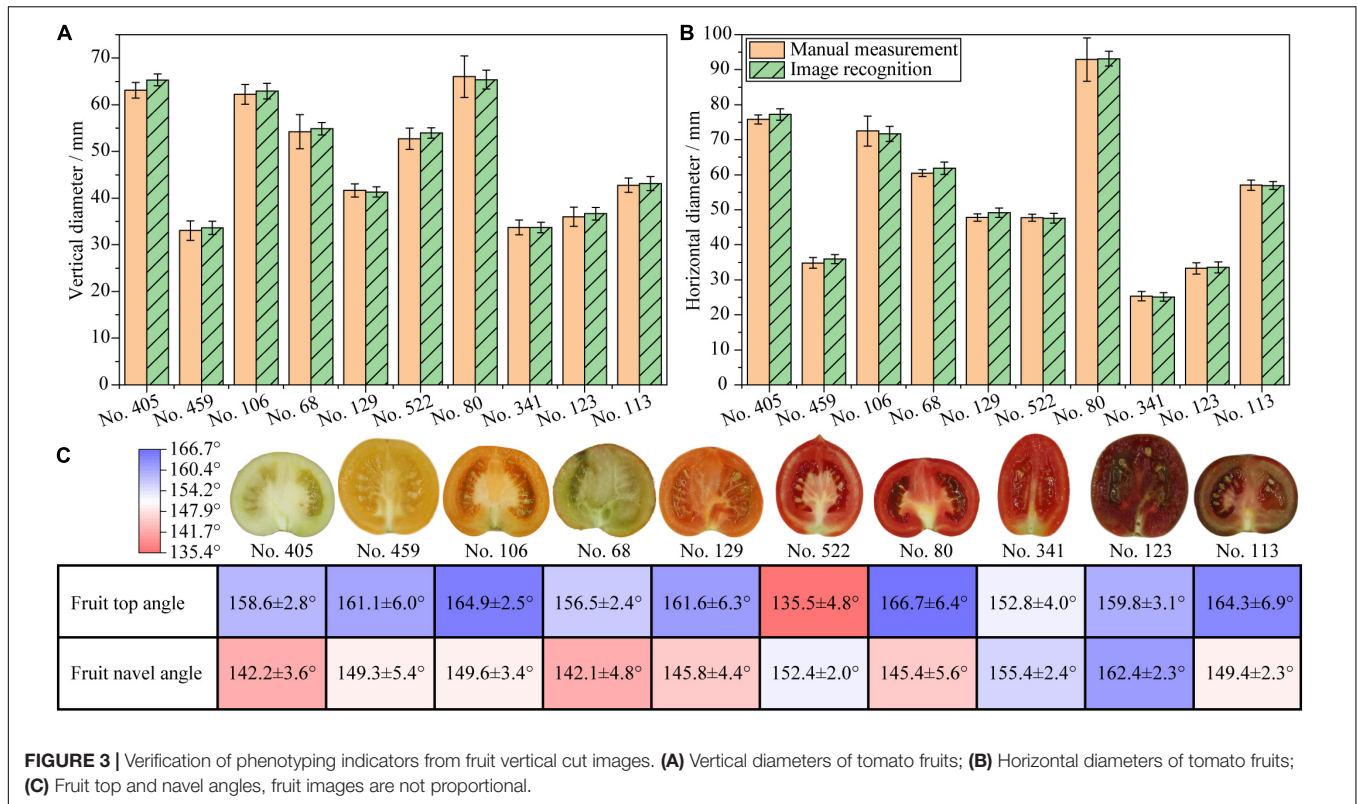 A
Vertical diameter / mm
70
60
50
40
30
20
10
0
No. 405 No. 459 No. 106 No. 68 No. 129 No. 522 No. 80 No. 341 No. 123 No. 113
B
Manual measurement
Image recognition
Horizontal diameter / mm
100
90
80
70
60
50
40
30
20
10
0
No. 405 No. 459 No. 106 No. 68 No. 129 No. 522 No. 80 No. 341 No. 123 No. 113
C
166.7°
160.4°
154.2°
147.9°
141.7°
135.4°
No. 405 No. 459 No. 106 No. 68 No. 129 No. 522 No. 80 No. 341 No. 123 No. 113
Fruit top angle 158.6±2.8° 161.1±6.0° 164.9±2.5° 156.5±2.4° 161.6±6.3° 135.5±4.8° 166.7±6.4° 152.8±4.0° 159.8±3.1° 164.3±6.9°
Fruit navel angle 142.2±3.6° 149.3±5.4° 149.6±3.4° 142.1±4.8° 145.8±4.4° 152.4±2.0° 145.4±5.6° 155.4±2.4° 162.4±2.3° 149.4±2.3°
FIGURE 3 | Verification of phenotyping indicators from fruit vertical cut images. (A) Vertical diameters of tomato fruits; (B) Horizontal diameters of tomato fruits;
(C) Fruit top and navel angles, fruit images are not proportional.